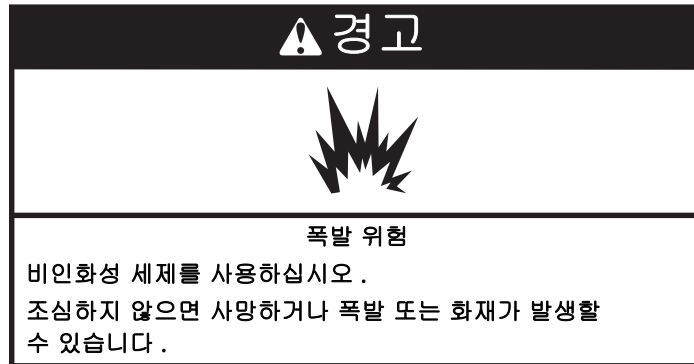 경고
폭발 위험
비인화성 세제를 사용하십시오 .
조심하지 않으면 사망하거나 폭발 또는 화재가 발생할
수 있습니다 .